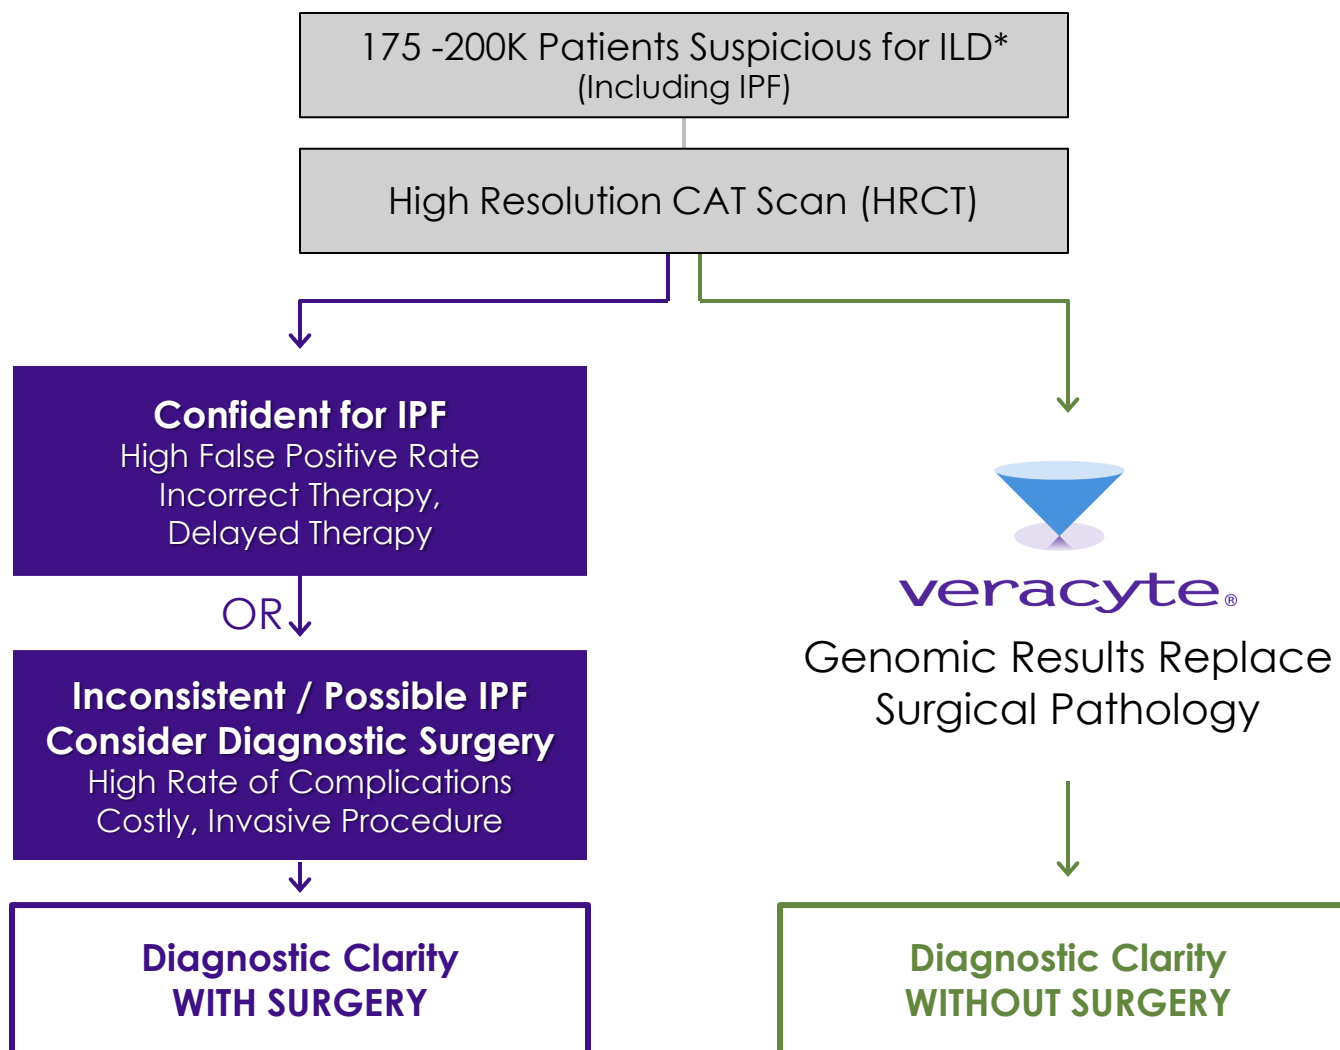 175 -200K Patients Suspicious for ILD*
(Including IPF)
High Resolution CAT Scan (HRCT)
Confident for IPF
High False Positive Rate
Incorrect Therapy,
Delayed Therapy
OR
Inconsistent / Possible IPF
Consider Diagnostic Surgery
High Rate of Complications
Costly, Invasive Procedure
Diagnostic Clarity
WITH SURGERY
veracyte®
Genomic Results Replace
Surgical Pathology
Diagnostic Clarity
WITHOUT SURGERY